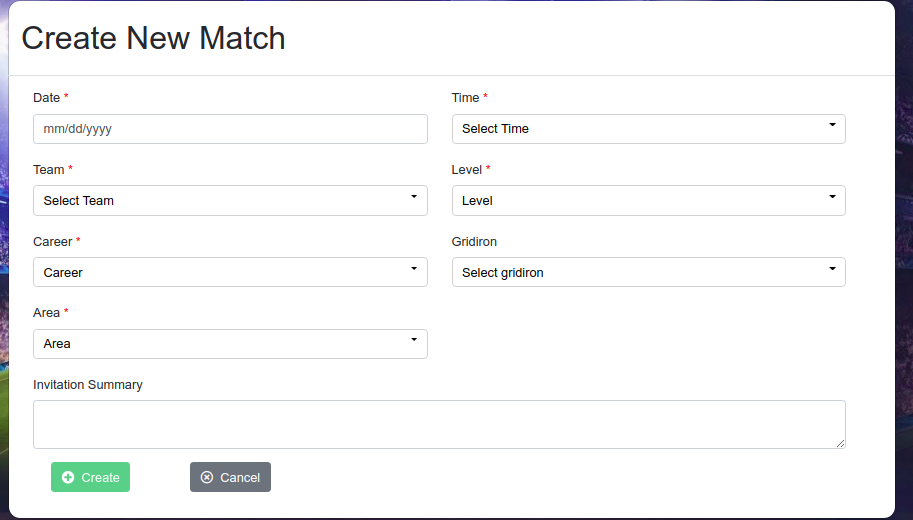 Create New Match
Date * Time *
mm/dd/yyyy Select Time
Team * Level *
Select Team Level
Career * Gridiron
Career Select gridiron
Area *
Area
Invitation Summary
Create Cancel